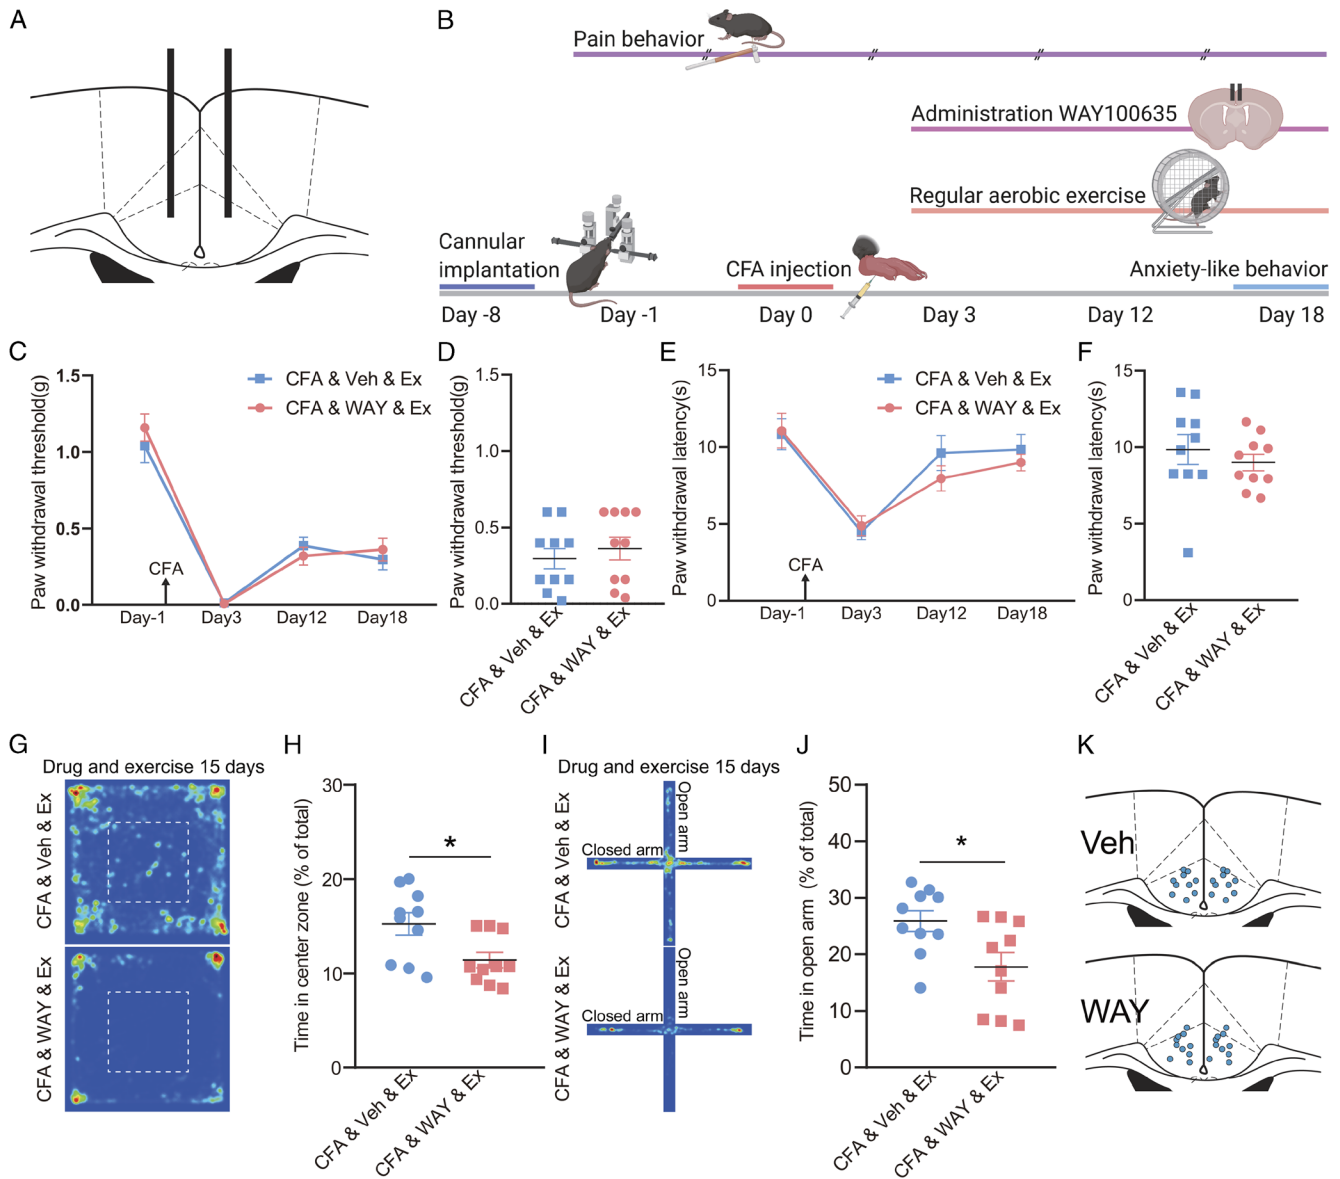 A
B
Pain behavior
Administration WAY100635
Regular aerobic exercise
Cannular
implantation
CFA injection
Anxiety-like behavior
Day -8
Day -1
Day 0
Day 3
Day 12
Day 18
C
Paw withdrawal threshold(g)
1.5
1.0
0.5
0.0
CFA & Veh & Ex
CFA & WAY & Ex
CFA
Day-1
Day3
Day12
Day18
D
Paw withdrawal threshold(g)
1.5
1.0
0.5
0.0
CFA & Veh & Ex
CFA & WAY & Ex
E
Paw withdrawal latency(s)
15
10
5
0
CFA & Veh & Ex
CFA & WAY & Ex
CFA
Day-1
Day3
Day12
Day18
F
Paw withdrawal latency(s)
15
10
5
0
CFA & Veh & Ex
CFA & WAY & Ex
G
Drug and exercise 15 days
CFA & Veh & Ex
CFA & WAY & Ex
H
Time in center zone (% of total)
30
20
10
0
*
CFA & Veh & Ex
CFA & WAY & Ex
I
Drug and exercise 15 days
CFA & Veh & Ex
Open arm
Closed arm
CFA & WAY & Ex
Open arm
Closed arm
J
Time in open arm (% of total)
50
40
30
20
10
0
*
CFA & Veh & Ex
CFA & WAY & Ex
K
Veh
WAY